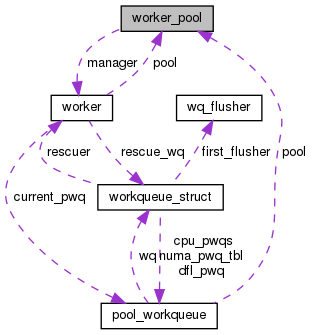 worker_pool
manager
pool
worker
wq_flusher
rescuer
rescue_wq
first_flusher
pool
current_pwq
workqueue_struct
cpu_pwqs
wq
numa_pwq_tbl
dfl_pwq
pool_workqueue